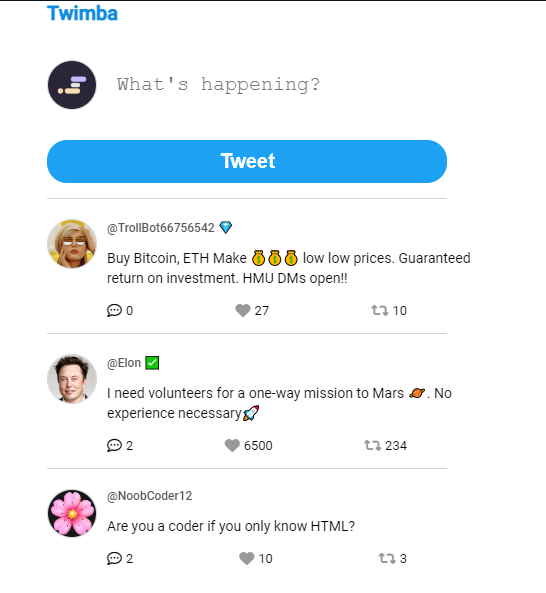 Twimba
What's happening?
Tweet
@TrollBot66756542 💎
Buy Bitcoin, ETH Make 💰💰💰 low low prices. Guaranteed
return on investment. HMU DMs open!!
0 27 10
@Elon ✅
I need volunteers for a one-way mission to Mars 🪐. No
experience necessary🚀
2 6500 234
@NoobCoder12
Are you a coder if you only know HTML?
2 10 3